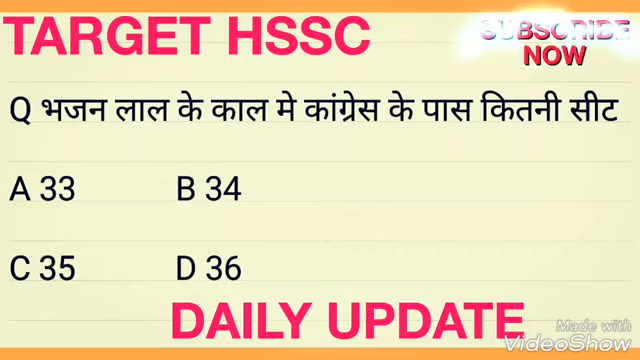 TARGET HSSC
SUBSCRIBE
NOW
Q भजन लाल के काल मे कांग्रेस के पास कितनी सीट
A 33 B 34
C 35 D 36
DAILY UPDATE
Made with
VideoShow